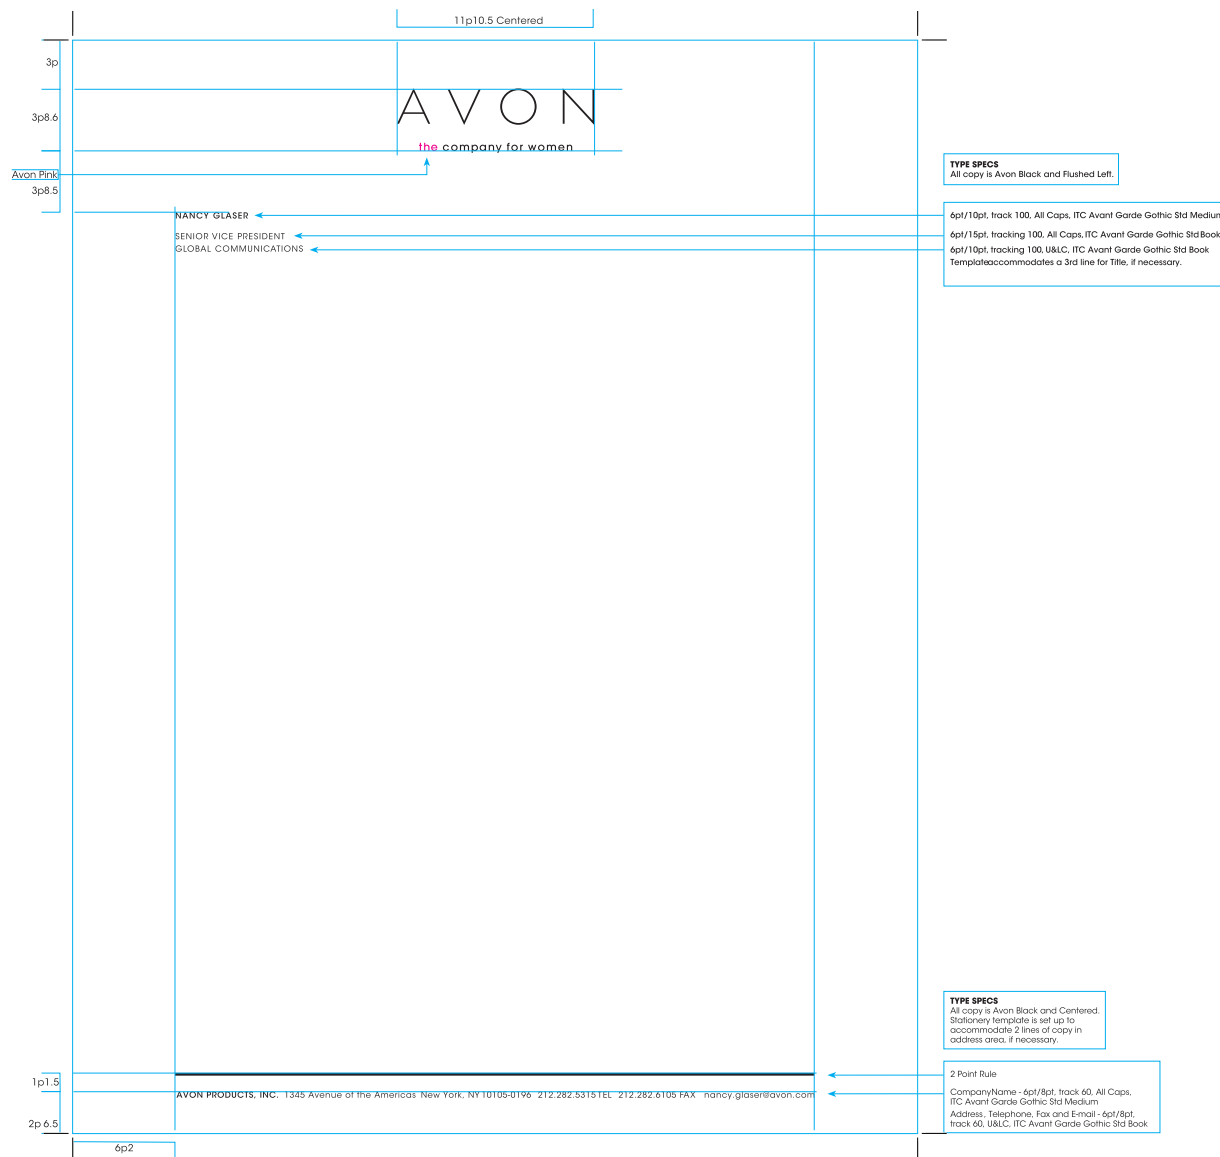 11p10.5 Centered
3p
AVON
3p8.6
the company for women
Avon Pink
3p8.5
TYPE SPECS
All copy is Avon Black and Flushed Left.
NANCY GLASER
6pt/10pt, track 100, All Caps, ITC Avant Garde Gothic Std Medium
SENIOR VICE PRESIDENT
6pt/15pt, tracking 100, All Caps, ITC Avant Garde Gothic Std Book
GLOBAL COMMUNICATIONS
6pt/10pt, tracking 100, U&LC, ITC Avant Garde Gothic Std Book
Template accommodates a 3rd line for Title, if necessary.
TYPE SPECS
All copy is Avon Black and Centered.
Stationery template is set up to
accommodate 2 lines of copy in
address area, if necessary.
2 Point Rule
1p1.5
AVON PRODUCTS, INC. 1345 Avenue of the Americas New York, NY 10105-0196 212.282.5315 TEL 212.282.6105 FAX nancy.glaser@avon.com
Company Name - 6pt/8pt, track 60, All Caps,
ITC Avant Garde Gothic Std Medium
Address, Telephone, Fax and E-mail - 6pt/8pt,
track 60, U&LC, ITC Avant Garde Gothic Std Book
2p 6.5
6p2